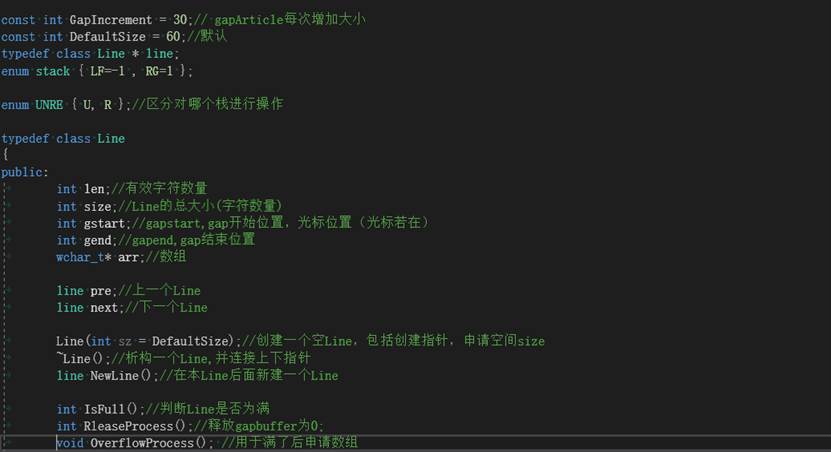 const int GapIncrement = 30;// gapArticle每次增加大小
const int DefaultSize = 60;//默认
typedef class Line * line;
enum stack { LF=-1 , RG=1 };
enum UNRE { U, R };//区分对哪个栈进行操作
typedef class Line
{
public:
int len;//有效字符数量
int size;//Line的总大小(字符数量)
int gstart;//gapstart,gap开始位置，光标位置（光标若在）
int gend;//gapend,gap结束位置
wchar_t* arr;//数组
line pre;//上一个Line
line next;//下一个Line
Line(int sz = DefaultSize);//创建一个空Line，包括创建指针，申请空间size
~Line();//析构一个Line,并连接上下指针
line NewLine();//在本Line后面新建一个Line
int IsFull();//判断Line是否为满
int RleaseProcess();//释放gapbuffer为0;
void OverflowProcess(); //用于满了后申请数组